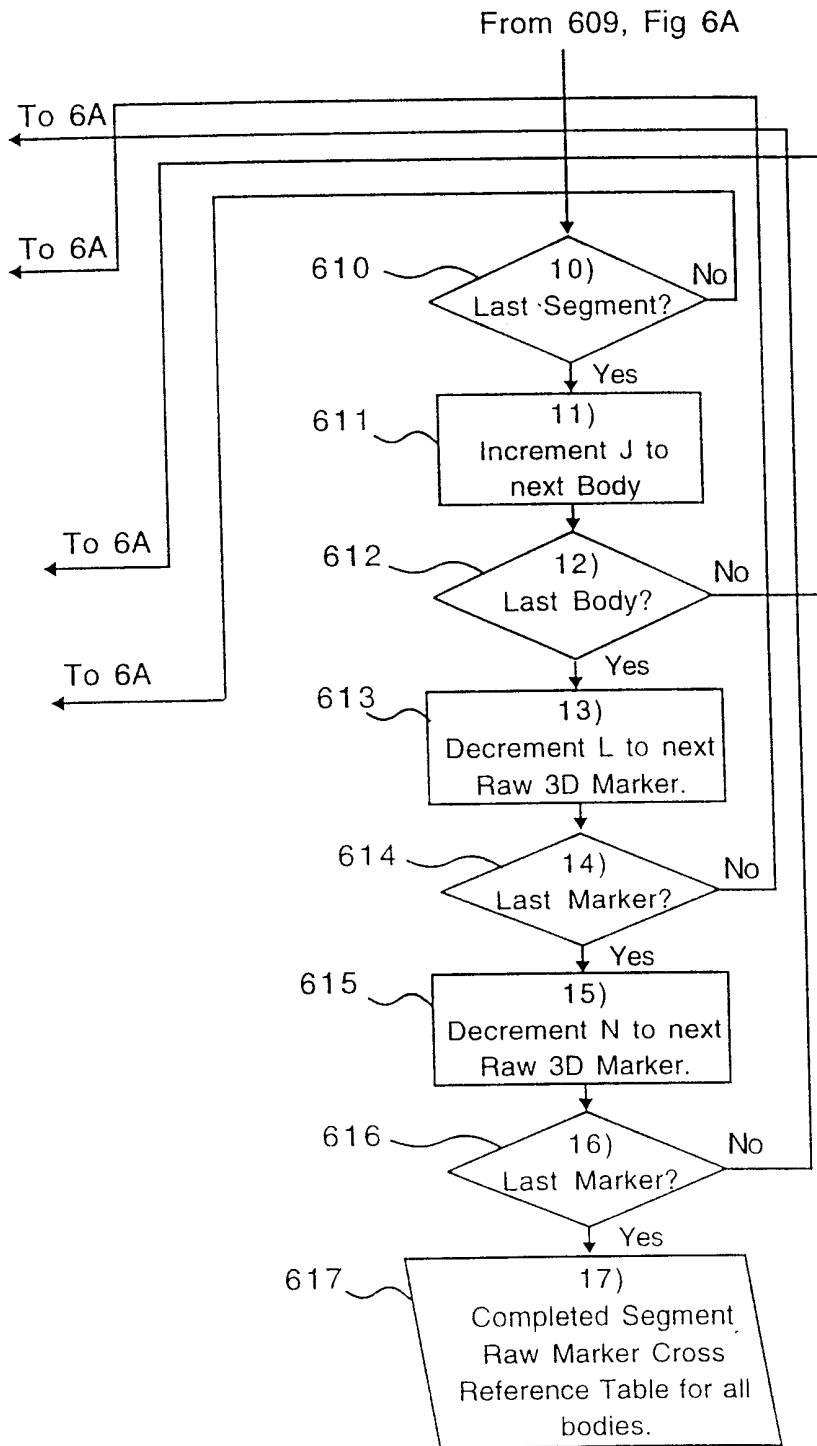 From 609, Fig 6A
To 6A
To 6A
610
10)
Last Segment?
No
Yes
611
11)
Increment J to
next Body
To 6A
612
12)
Last Body?
No
Yes
To 6A
613
13)
Decrement L to next
Raw 3D Marker.
614
14)
Last Marker?
No
Yes
615
15)
Decrement N to next
Raw 3D Marker.
616
16)
Last Marker?
No
Yes
617
17)
Completed Segment
Raw Marker Cross
Reference Table for all
bodies.